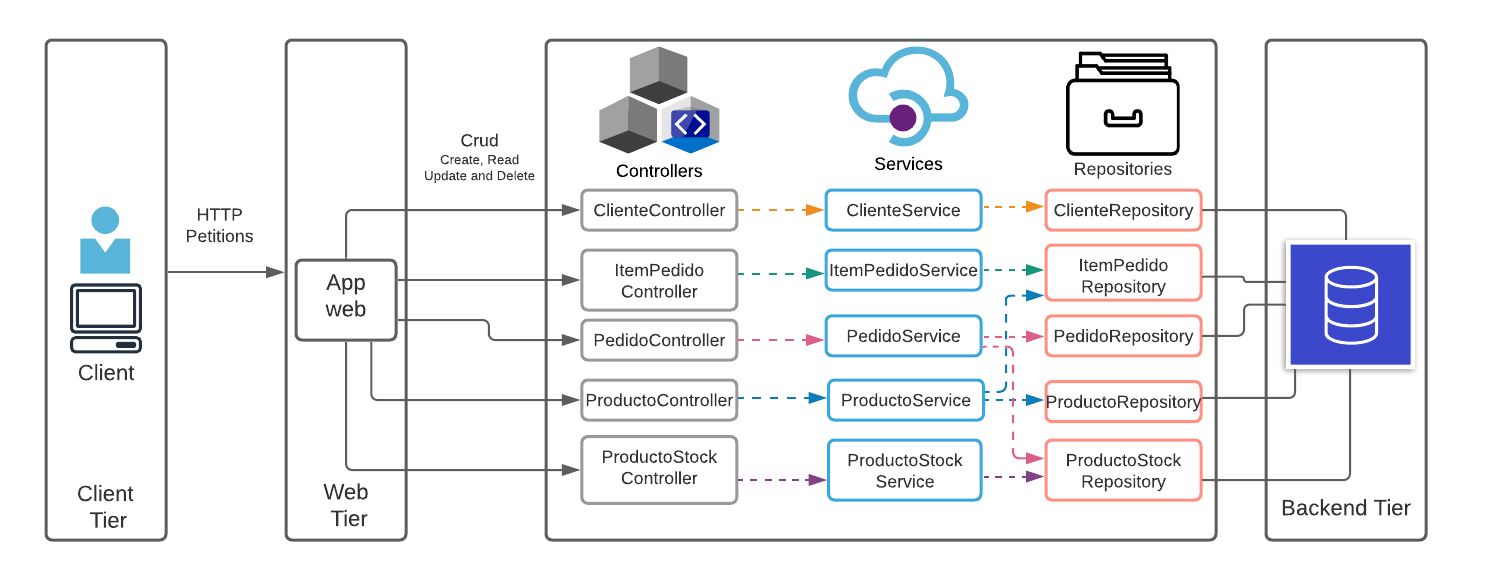 HTTP
Petitions
Client
Client
Tier
App
web
Web
Tier
Crud
Create, Read
Update and Delete
Controllers
Services
Repositories
ClienteController
ClienteService
ClienteRepository
ItemPedido
Controller
ItemPedidoService
ItemPedido
Repository
PedidoController
PedidoService
PedidoRepository
ProductoController
ProductoService
ProductoRepository
ProductoStock
Controller
ProductoStock
Service
ProductoStock
Repository
Backend Tier